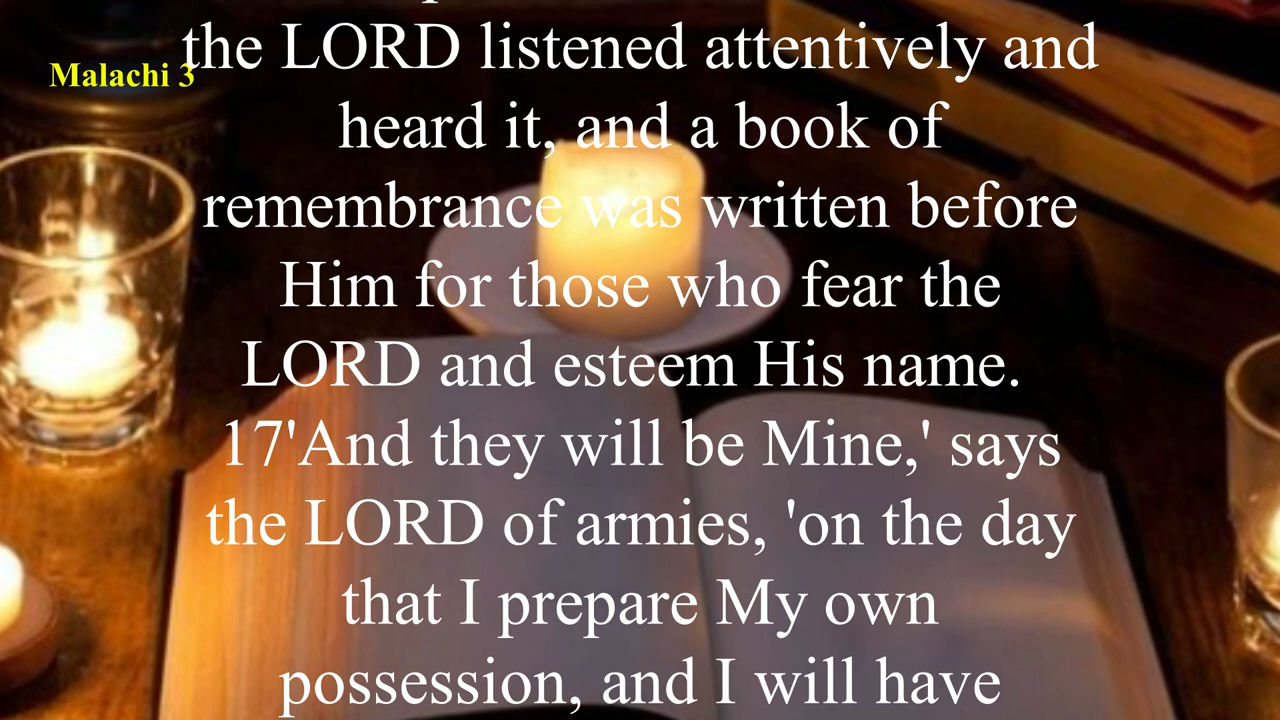 the LORD listened attentively and
Malachi 3
heard it, and a book of
remembrance was written before
Him for those who fear the
LORD and esteem His name.
17'And they will be Mine,' says
the LORD of armies, 'on the day
that I prepare My own
possession, and I will have